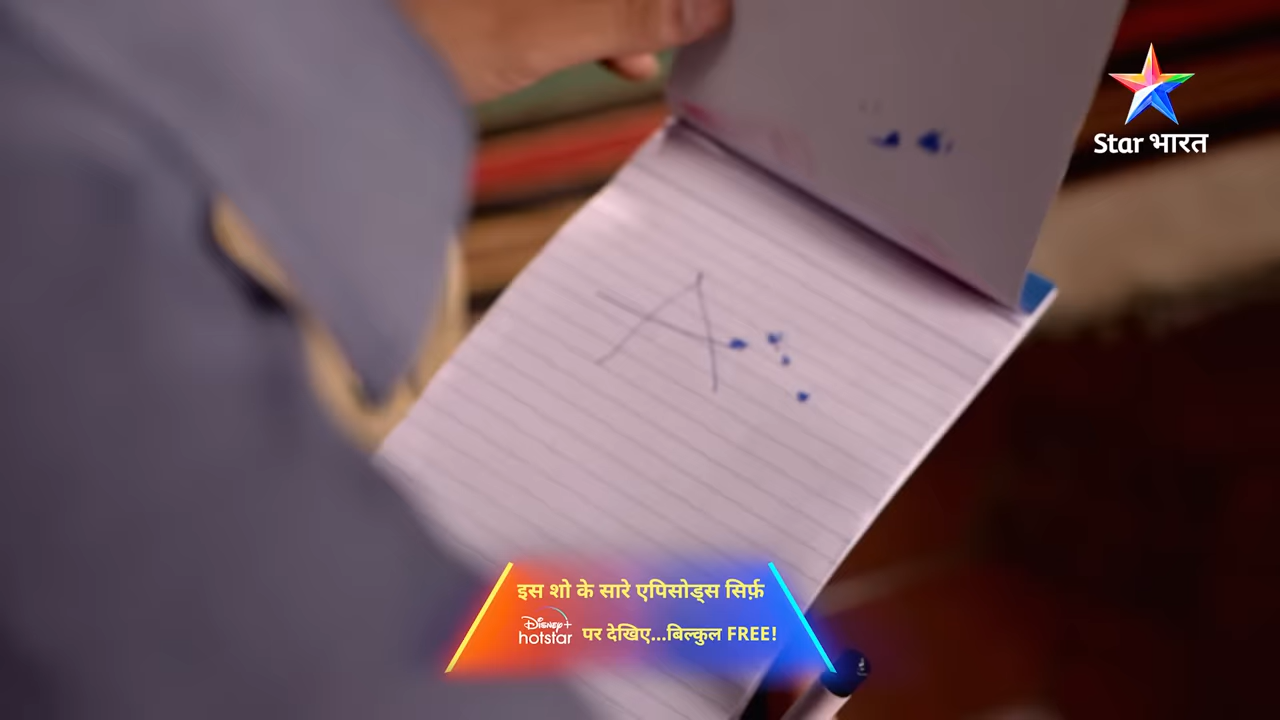 Star भारत
A
इस शो के सारे एपिसोड्स सिर्फ़
Disney+ hotstar पर देखिए...बिल्कुल FREE!